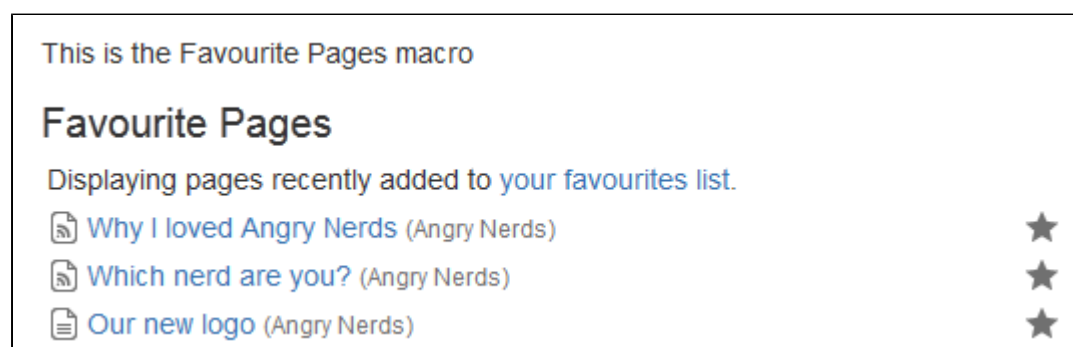 This is the Favourite Pages macro
Favourite Pages
Displaying pages recently added to your favourites list.
Why I loved Angry Nerds (Angry Nerds)
Which nerd are you? (Angry Nerds)
Our new logo (Angry Nerds)